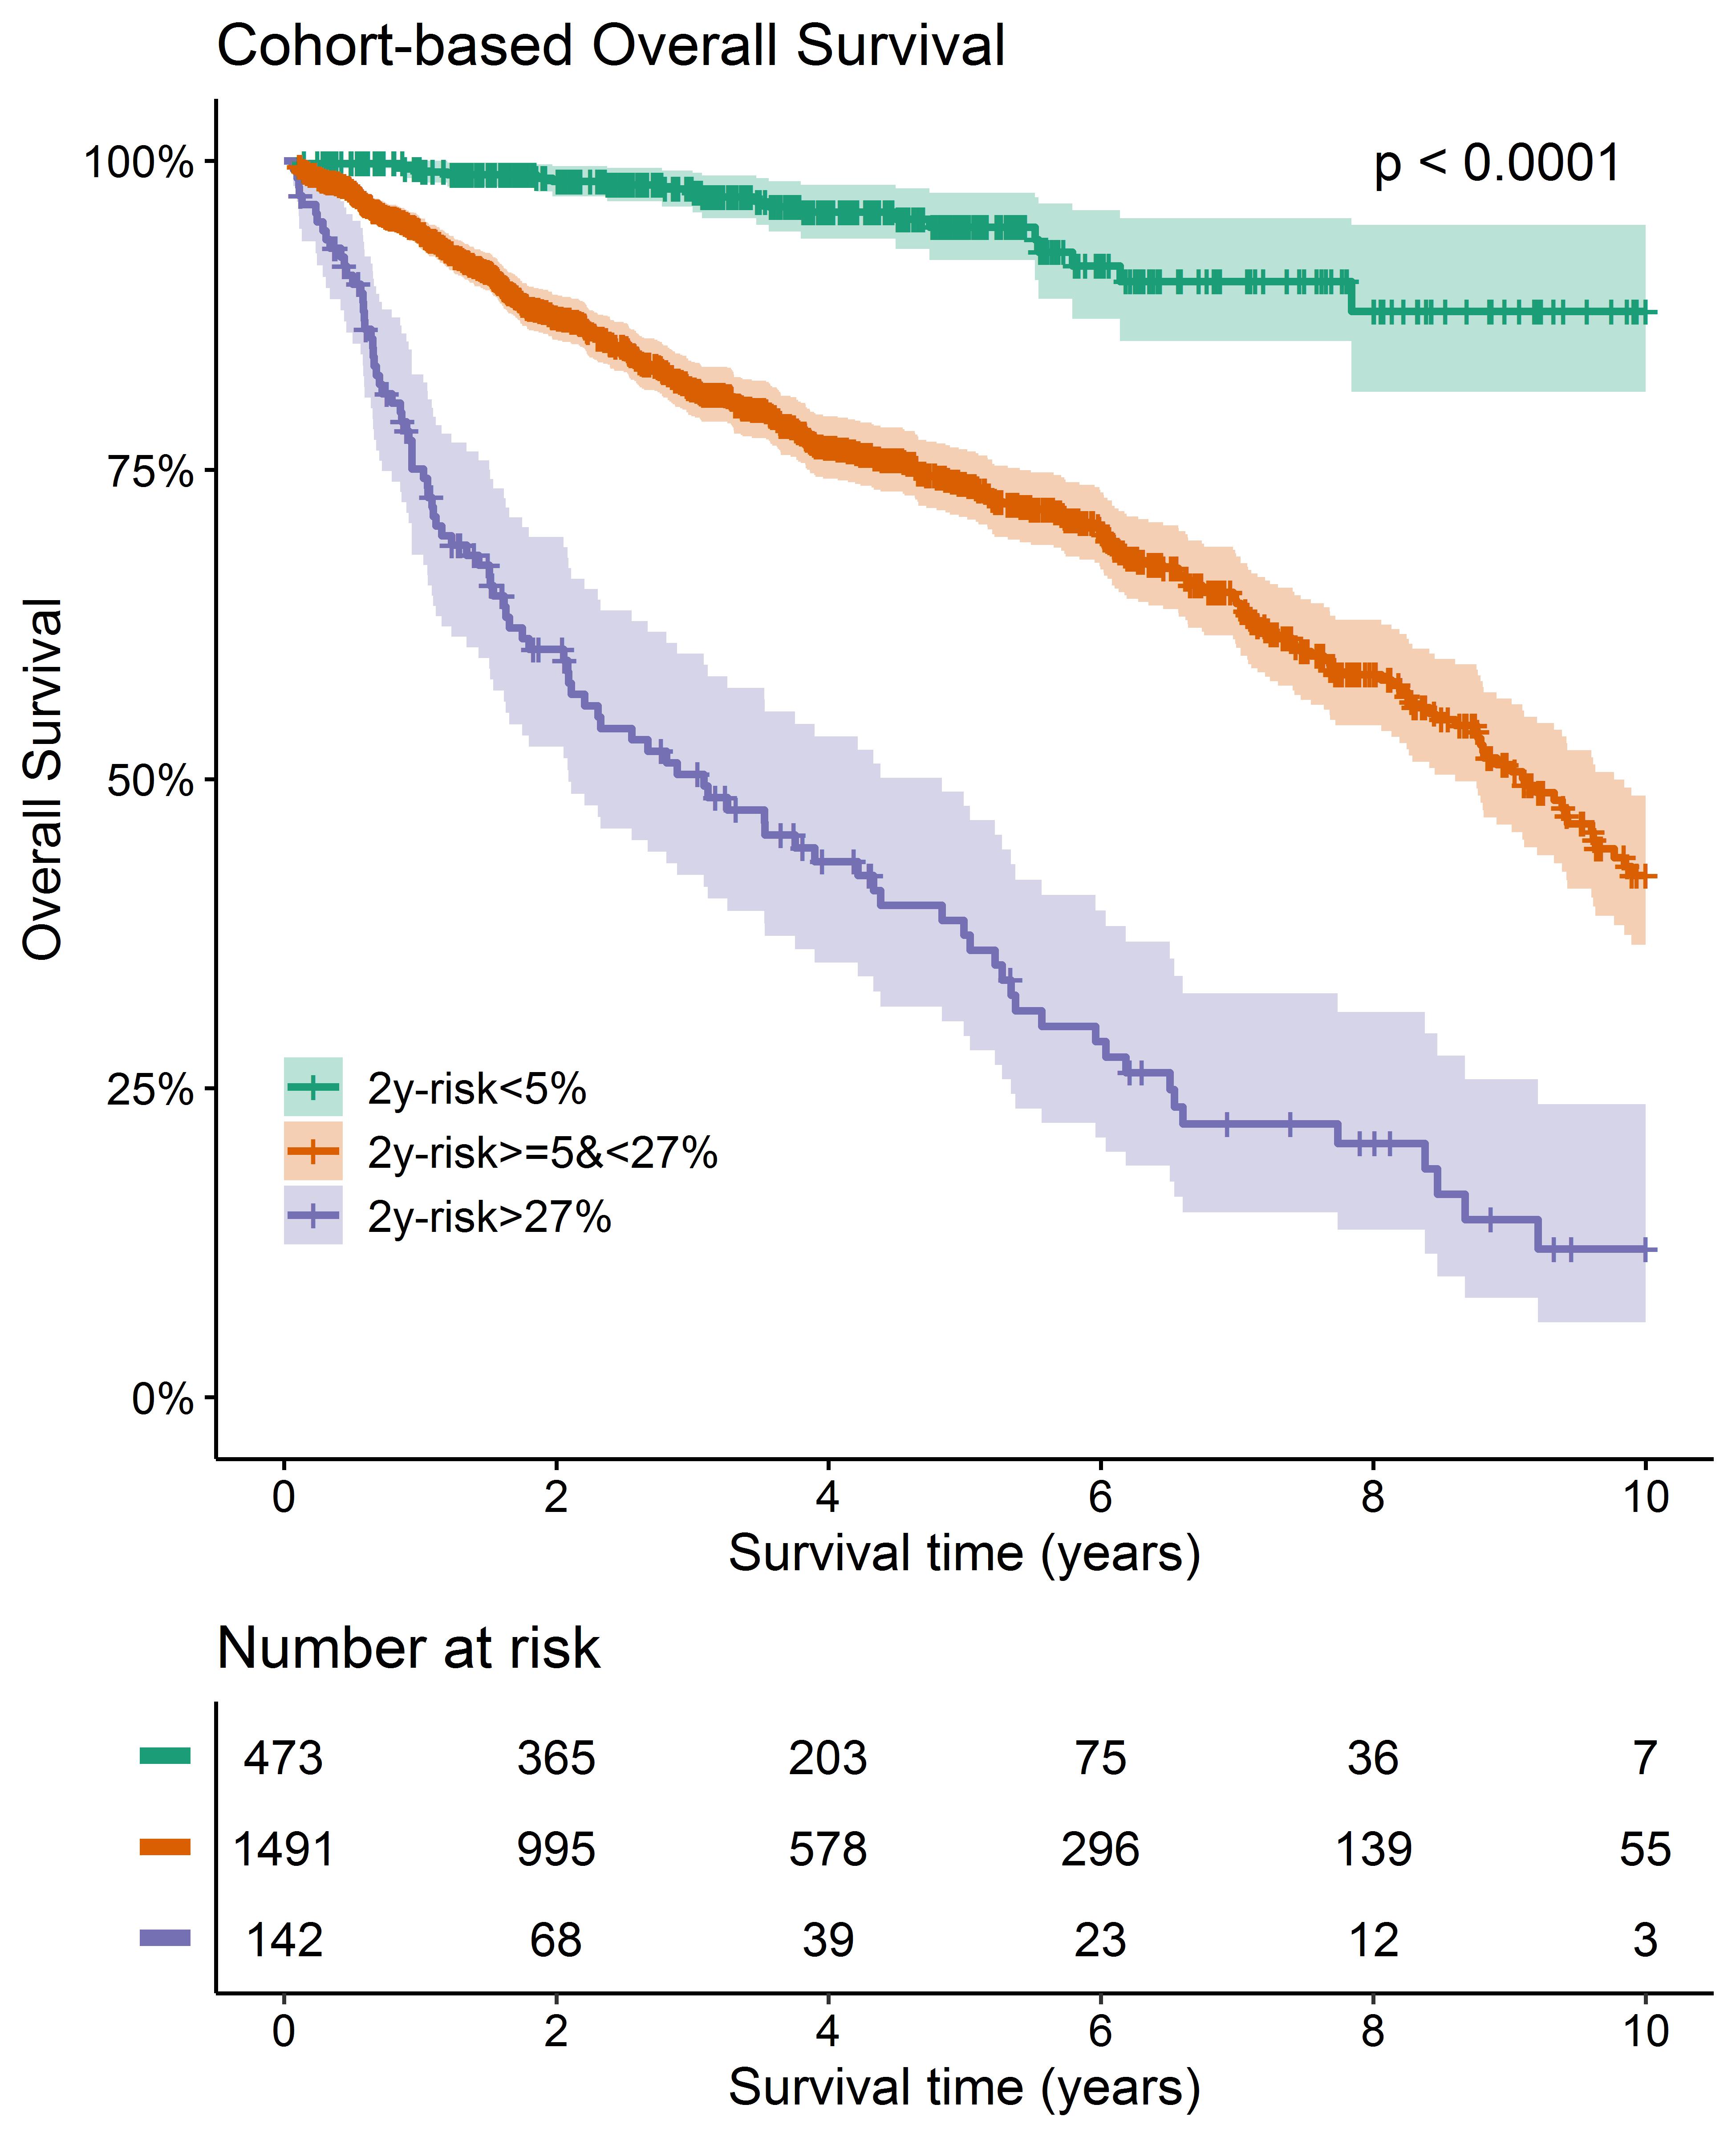 Cohort-based Overall Survival
p < 0.0001
100%
75%
50%
25%
0%
Overall Survival
2y-risk<5%
2y-risk>=5&<27%
2y-risk>27%
0 2 4 6 8 10
Survival time (years)
Number at risk
473 365 203 75 36 7
1491 995 578 296 139 55
142 68 39 23 12 3
0 2 4 6 8 10
Survival time (years)